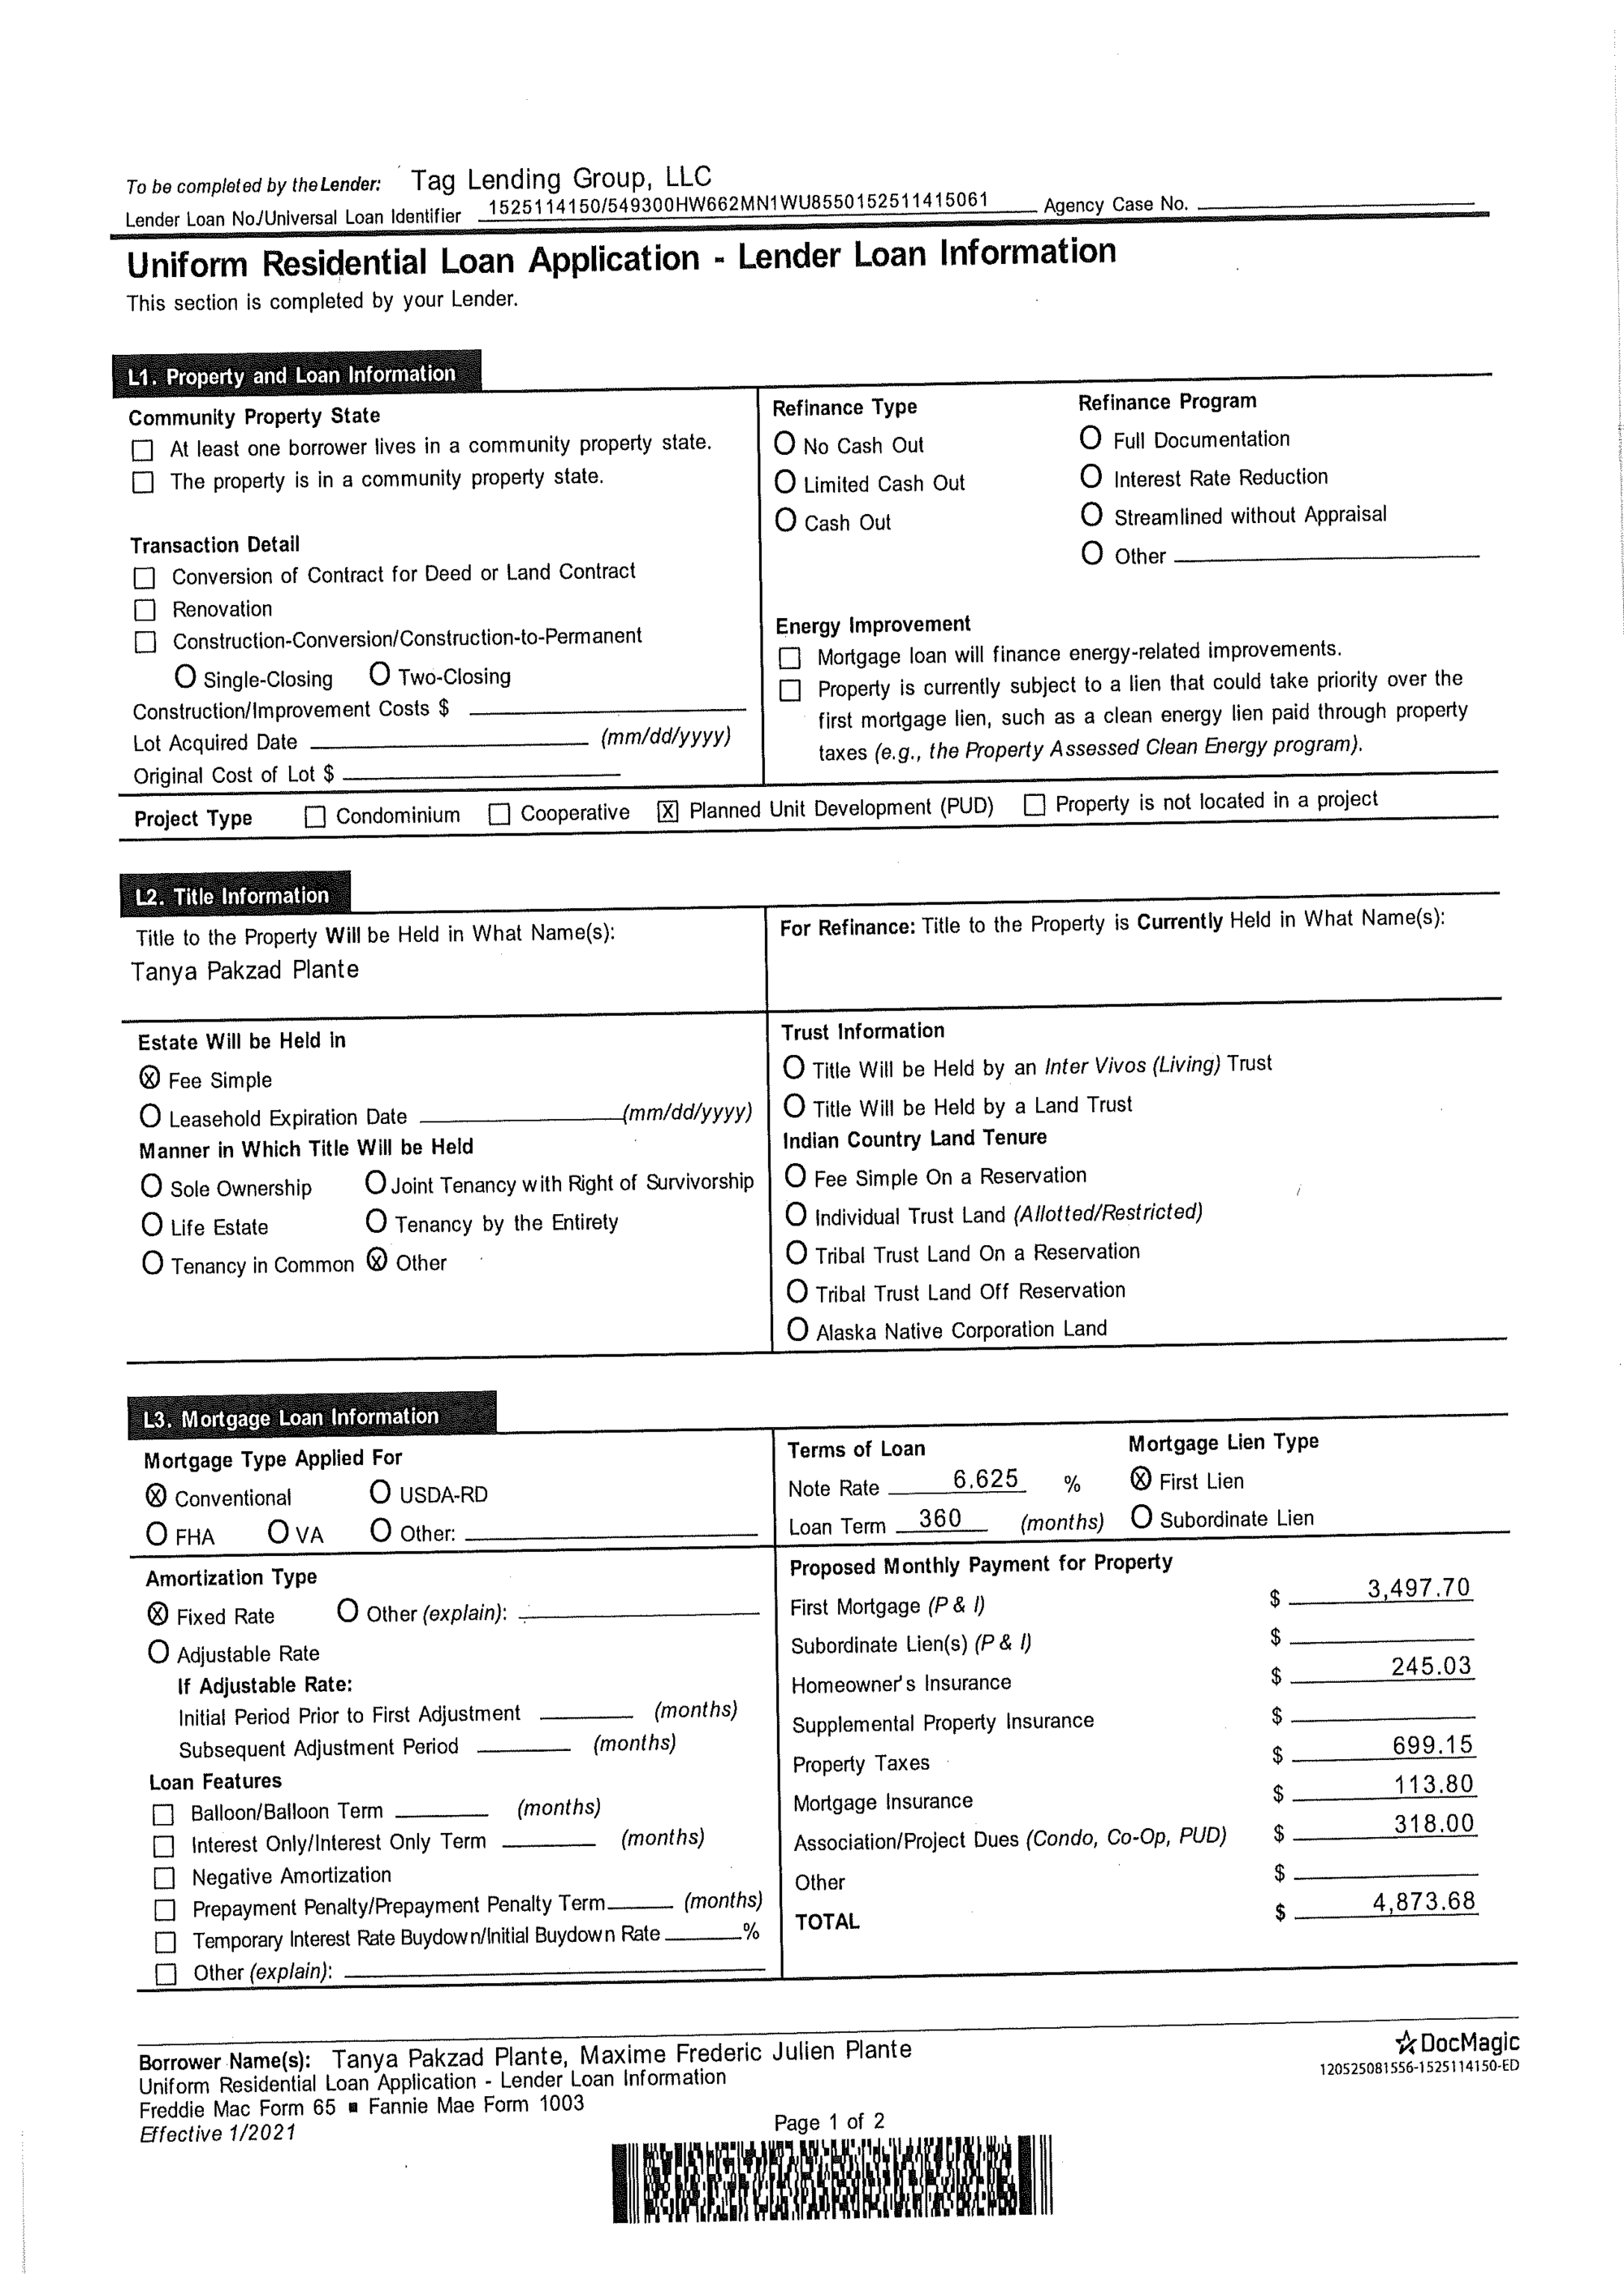 To be completed by the Lender: Tag Lending Group, LLC
Lender Loan No./Universal Loan Identifier 1525114150/549300HW662MN1WU8550152511415061 Agency Case No.
Uniform Residential Loan Application - Lender Loan Information
This section is completed by your Lender.
L1. Property and Loan Information
Community Property State
At least one borrower lives in a community property state.
The property is in a community property state.
Transaction Detail
Conversion of Contract for Deed or Land Contract
Renovation
Construction-Conversion/Construction-to-Permanent
Single-Closing Two-Closing
Construction/Improvement Costs $
Lot Acquired Date (mm/dd/yyyy)
Original Cost of Lot $
Refinance Type
No Cash Out
Limited Cash Out
Cash Out
Refinance Program
Full Documentation
Interest Rate Reduction
Streamlined without Appraisal
Other
Energy Improvement
Mortgage loan will finance energy-related improvements.
Property is currently subject to a lien that could take priority over the
first mortgage lien, such as a clean energy lien paid through property
taxes (e.g., the Property Assessed Clean Energy program).
Project Type Condominium Cooperative X Planned Unit Development (PUD) Property is not located in a project
L2. Title Information
Title to the Property Will be Held in What Name(s):
Tanya Pakzad Plante
For Refinance: Title to the Property is Currently Held in What Name(s):
Estate Will be Held in
X Fee Simple
Leasehold Expiration Date (mm/dd/yyyy)
Manner in Which Title Will be Held
Sole Ownership Joint Tenancy with Right of Survivorship
Life Estate Tenancy by the Entirety
Tenancy in Common X Other
Trust Information
Title Will be Held by an Inter Vivos (Living) Trust
Title Will be Held by a Land Trust
Indian Country Land Tenure
Fee Simple On a Reservation
Individual Trust Land (Allotted/Restricted)
Tribal Trust Land On a Reservation
Tribal Trust Land Off Reservation
Alaska Native Corporation Land
L3. Mortgage Loan Information
Mortgage Type Applied For
X Conventional USDA-RD
FHA VA Other:
Terms of Loan
Note Rate 6.625 %
Loan Term 360 (months)
Mortgage Lien Type
X First Lien
Subordinate Lien
Amortization Type
X Fixed Rate Other (explain):
Adjustable Rate
If Adjustable Rate:
Initial Period Prior to First Adjustment (months)
Subsequent Adjustment Period (months)
Loan Features
Balloon/Balloon Term (months)
Interest Only/Interest Only Term (months)
Negative Amortization
Prepayment Penalty/Prepayment Penalty Term (months)
Temporary Interest Rate Buydown/Initial Buydown Rate %
Other (explain):
Proposed Monthly Payment for Property
First Mortgage (P & I) $ 3,497.70
Subordinate Lien(s) (P & I) $
Homeowner's Insurance $ 245.03
Supplemental Property Insurance $
Property Taxes $ 699.15
Mortgage Insurance $ 113.80
Association/Project Dues (Condo, Co-Op, PUD) $ 318.00
Other $
TOTAL $ 4,873.68
Borrower Name(s): Tanya Pakzad Plante, Maxime Frederic Julien Plante
Uniform Residential Loan Application - Lender Loan Information
Freddie Mac Form 65 ■ Fannie Mae Form 1003
Effective 1/2021
DocMagic
120525081556-1525114150-ED
Page 1 of 2